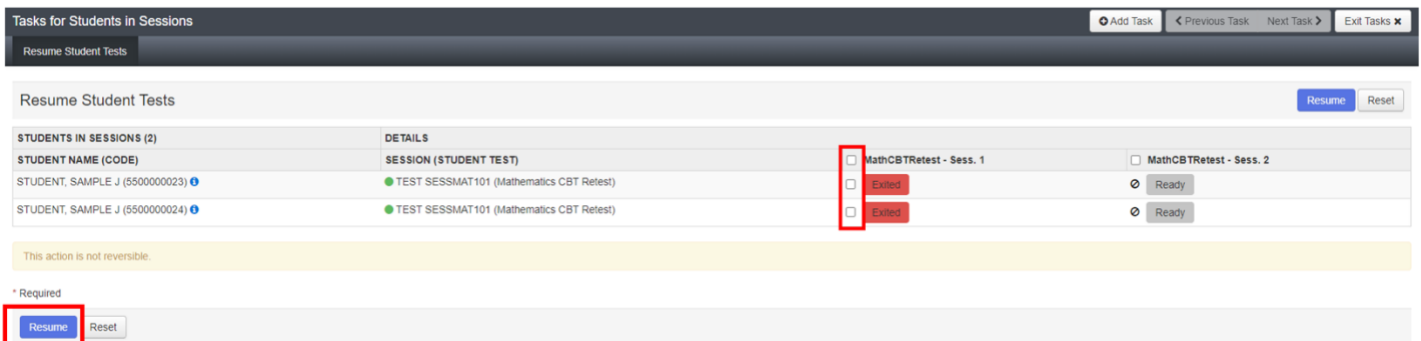 Tasks for Students in Sessions
Add Task
Previous Task
Next Task
Exit Tasks
Resume Student Tests
Resume Student Tests
Resume
Reset
STUDENTS IN SESSIONS (2) DETAILS
STUDENT NAME (CODE) SESSION (STUDENT TEST) MathCBTRetest - Sess. 1 MathCBTRetest - Sess. 2
STUDENT, SAMPLE J (5500000023) TEST SESSMAT101 (Mathematics CBT Retest) Exited Ready
STUDENT, SAMPLE J (5500000024) TEST SESSMAT101 (Mathematics CBT Retest) Exited Ready
This action is not reversible.
* Required
Resume
Reset